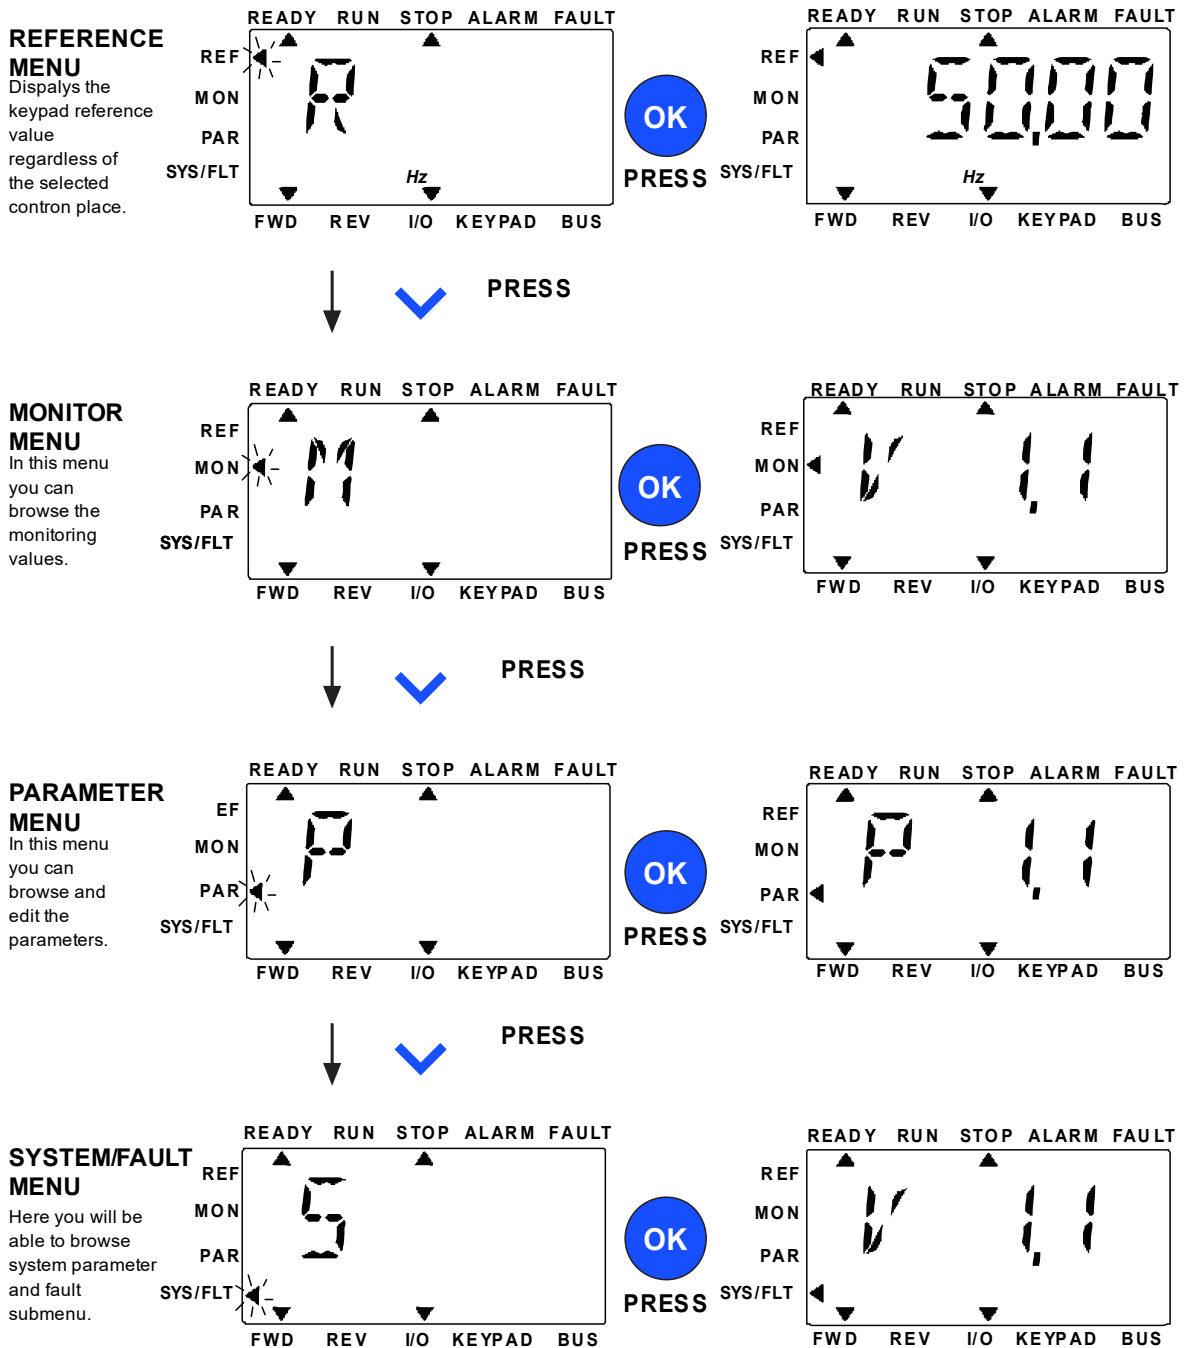 REFERENCE
MENU
Dispalys the
keypad reference
value
regardless of
the selected
contron place.
READY RUN STOP ALARM FAULT
REF
MON
PAR
SYS/FLT
R
Hz
FWD REV I/O KEYPAD BUS
OK
PRESS
READY RUN STOP ALARM FAULT
REF
MON
PAR
SYS/FLT
50,00
Hz
FWD REV I/O KEYPAD BUS
PRESS
MONITOR
MENU
In this menu
you can
browse the
monitoring
values.
READY RUN STOP ALARM FAULT
REF
MON
PAR
SYS/FLT
M
FWD REV I/O KEYPAD BUS
OK
PRESS
READY RUN STOP ALARM FAULT
REF
MON
PAR
SYS/FLT
V 1,1
FWD REV I/O KEYPAD BUS
PRESS
PARAMETER
MENU
In this menu
you can
browse and
edit the
parameters.
READY RUN STOP ALARM FAULT
EF
MON
PAR
SYS/FLT
P
FWD REV I/O KEYPAD BUS
OK
PRESS
READY RUN STOP ALARM FAULT
REF
MON
PAR
SYS/FLT
P 1,1
FWD REV I/O KEYPAD BUS
PRESS
SYSTEM/FAULT
MENU
Here you will be
able to browse
system parameter
and fault
submenu.
READY RUN STOP ALARM FAULT
REF
MON
PAR
SYS/FLT
S
FWD REV I/O KEYPAD BUS
OK
PRESS
READY RUN STOP ALARM FAULT
REF
MON
PAR
SYS/FLT
V 1,1
FWD REV I/O KEYPAD BUS